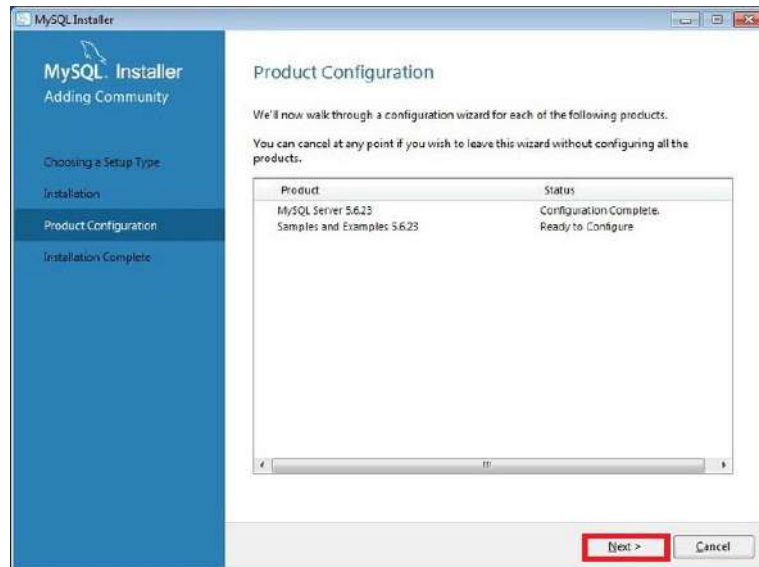 MySQL Installer
MySQL. Installer
Adding Community
Choosing a Setup Type
Installation
Product Configuration
Installation Complete
Product Configuration
We'll now walk through a configuration wizard for each of the following products.
You can cancel at any point if you wish to leave this wizard without configuring all the
products.
Product Status
MySQL Server 5.6.23 Configuration Complete.
Samples and Examples 5.6.23 Ready to Configure
Next > Cancel